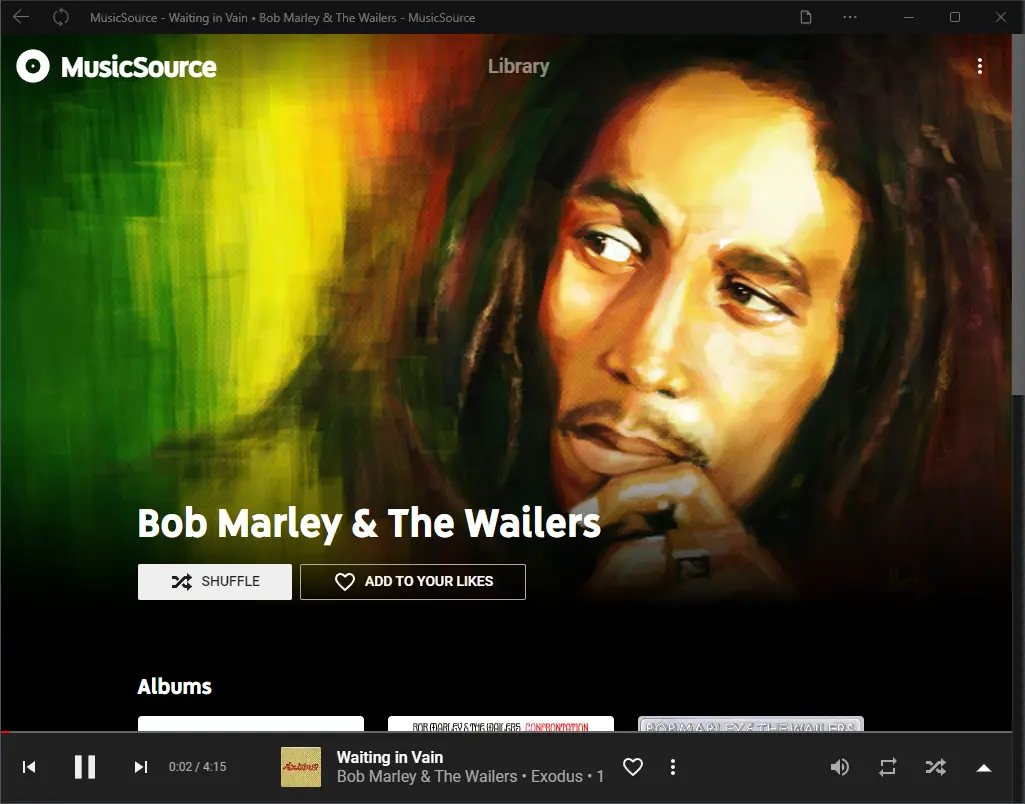 MusicSource - Waiting in Vain • Bob Marley & The Wailers - MusicSource
MusicSource
Library
Bob Marley & The Wailers
SHUFFLE
ADD TO YOUR LIKES
Albums
BOB MARLEY & THE WAILERS CONFRONTATION
BOB MARLEY & THE WAILERS
0:02 / 4:15
EXODUS
Waiting in Vain
Bob Marley & The Wailers • Exodus • 1